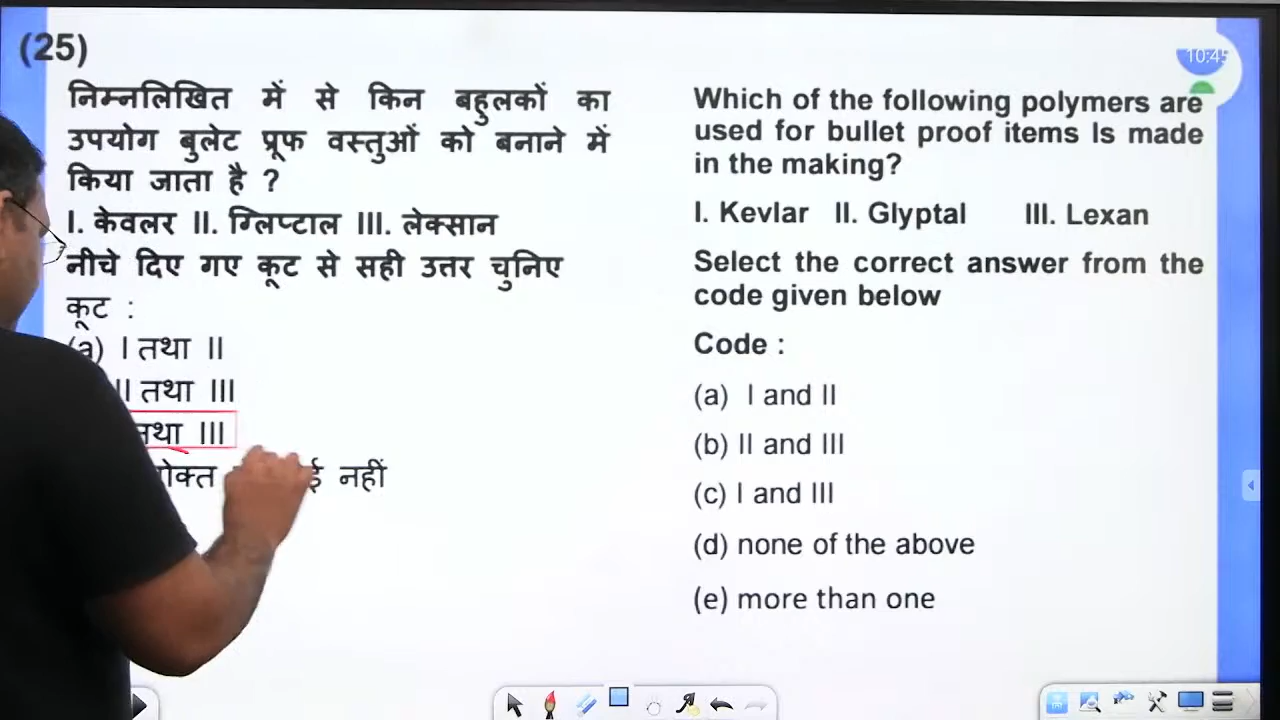 (25)
निम्नलिखित में से किन बहुलकों का
उपयोग बुलेट प्रूफ वस्तुओं को बनाने में
किया जाता है ?
I. केवलर II. ग्लिप्टाल III. लेक्सान
नीचे दिए गए कूट से सही उत्तर चुनिए
कूट :
(a) I तथा II
II तथा III
तथा III
नहीं
10:45
Which of the following polymers are
used for bullet proof items Is made
in the making?
I. Kevlar II. Glyptal III. Lexan
Select the correct answer from the
code given below
Code :
(a) I and II
(b) II and III
(c) I and III
(d) none of the above
(e) more than one